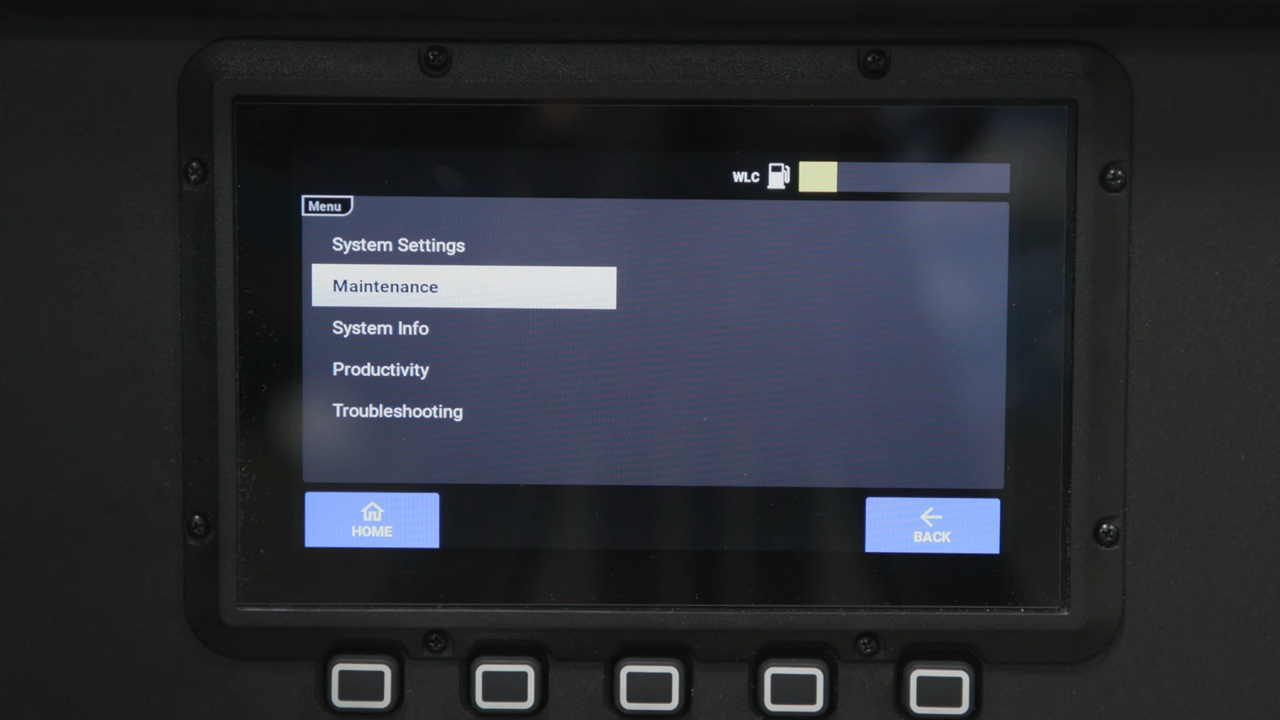 WLC
Menu
System Settings
Maintenance
System Info
Productivity
Troubleshooting
HOME
BACK